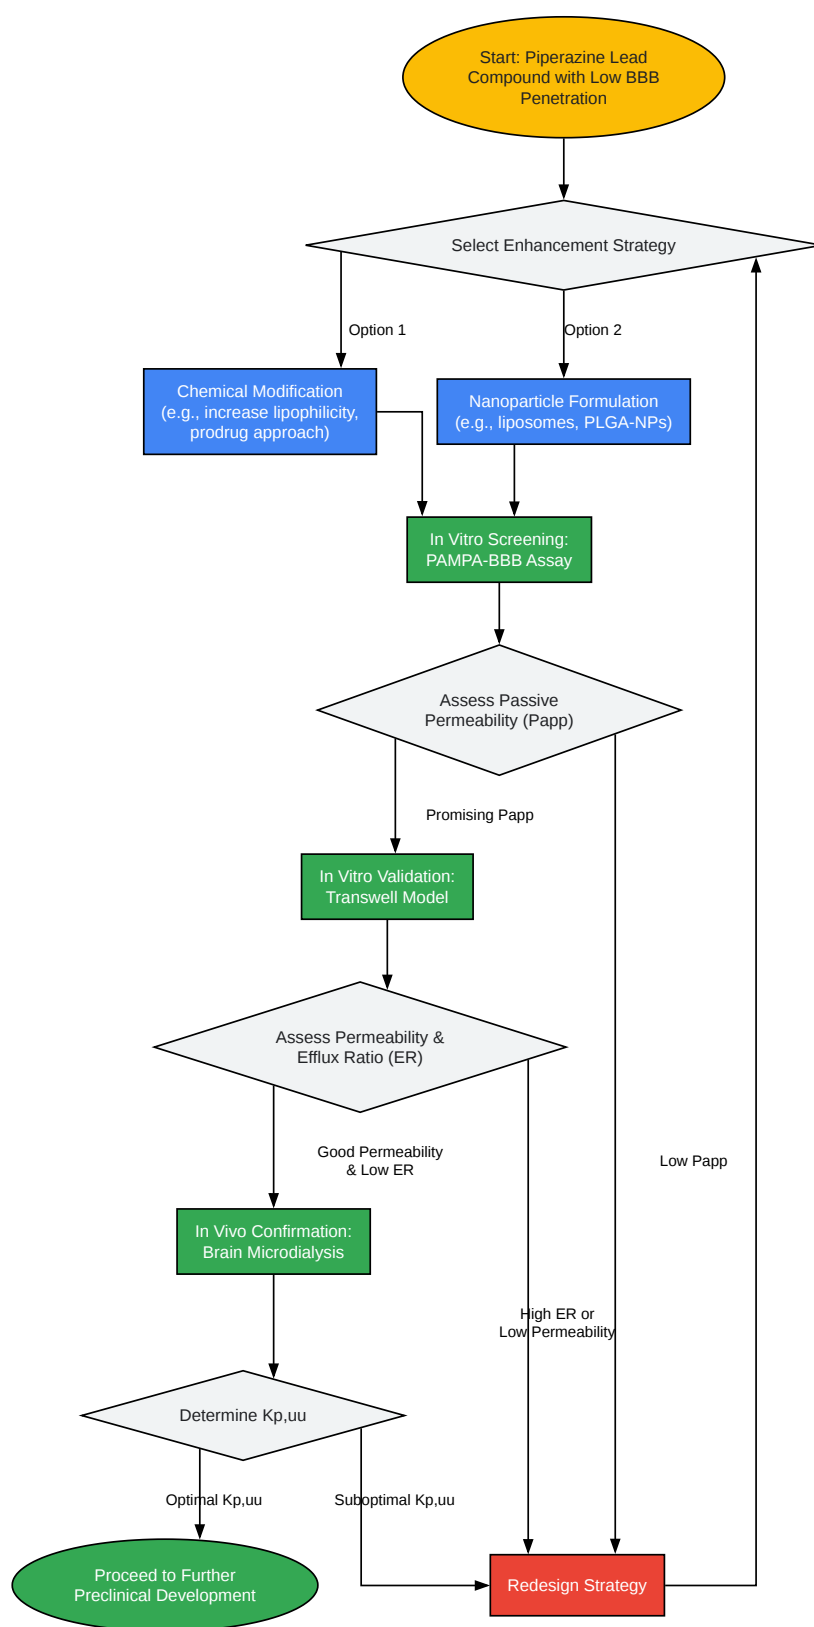 Start: Piperazine Lead
Compound with Low BBB
Penetration
Select Enhancement Strategy
Option 1
Option 2
Chemical Modification
(e.g., increase lipophilicity,
prodrug approach)
Nanoparticle Formulation
(e.g., liposomes, PLGA-NPs)
In Vitro Screening:
PAMPA-BBB Assay
Assess Passive
Permeability (Papp)
Promising Papp
In Vitro Validation:
Transwell Model
Assess Permeability &
Efflux Ratio (ER)
Good Permeability
& Low ER
Low Papp
In Vivo Confirmation:
Brain Microdialysis
High ER or
Low Permeability
Determine Kp,uu
Optimal Kp,uu
Suboptimal Kp,uu
Proceed to Further
Preclinical Development
Redesign Strategy